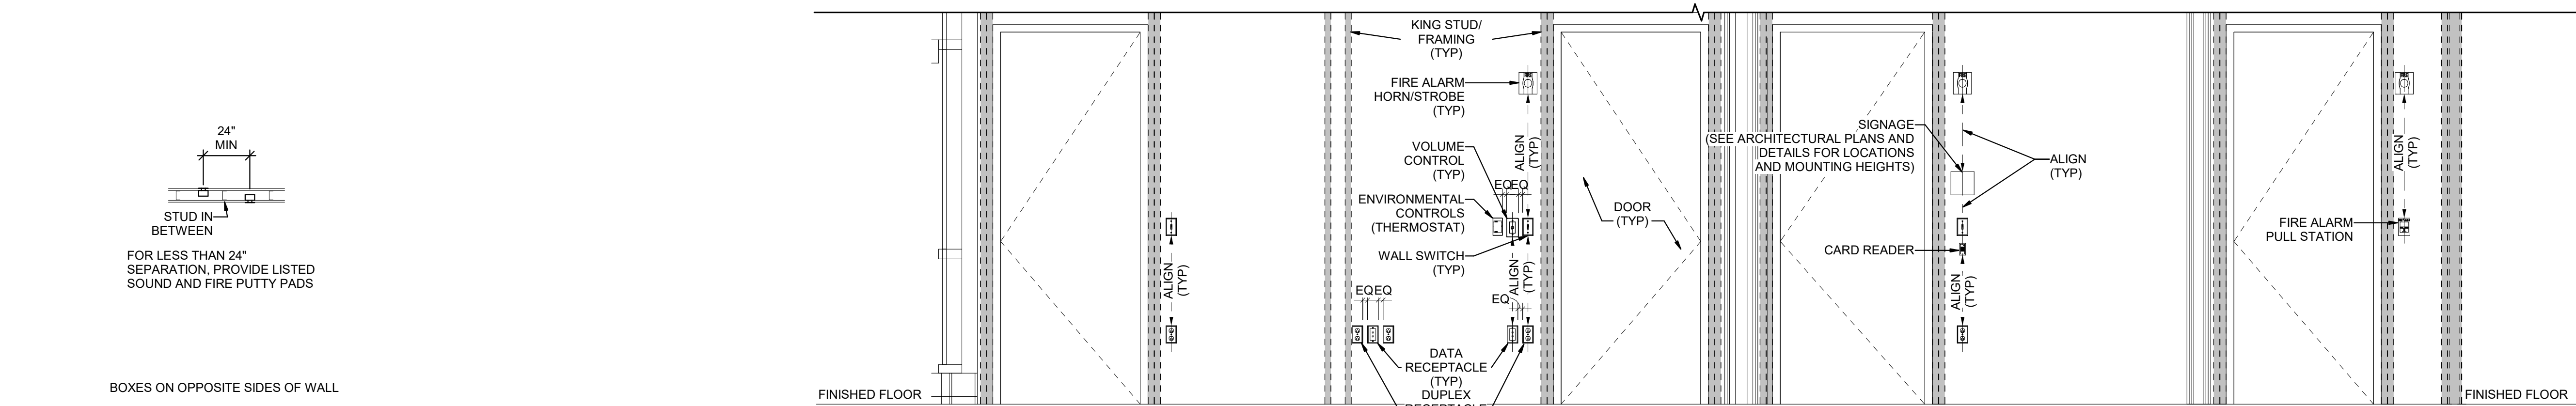 24"
MIN
STUD IN
BETWEEN
FOR LESS THAN 24"
SEPARATION, PROVIDE LISTED
SOUND AND FIRE PUTTY PADS
BOXES ON OPPOSITE SIDES OF WALL
FINISHED FLOOR
ALIGN
(TYP)
KING STUD/
FRAMING
(TYP)
FIRE ALARM
HORN/STROBE
(TYP)
ALIGN
(TYP)
VOLUME
CONTROL
(TYP)
EQ EQ
ENVIRONMENTAL
CONTROLS
(THERMOSTAT)
WALL SWITCH
(TYP)
ALIGN
ALIGN
(TYP)
EQ EQ
EQ
DATA
RECEPTACLE
(TYP)
DUPLEX
RECEPTACLE
DOOR
(TYP)
SIGNAGE
(SEE ARCHITECTURAL PLANS AND
DETAILS FOR LOCATIONS
AND MOUNTING HEIGHTS)
ALIGN
(TYP)
CARD READER
ALIGN
(TYP)
ALIGN
(TYP)
FIRE ALARM
PULL STATION
FINISHED FLOOR